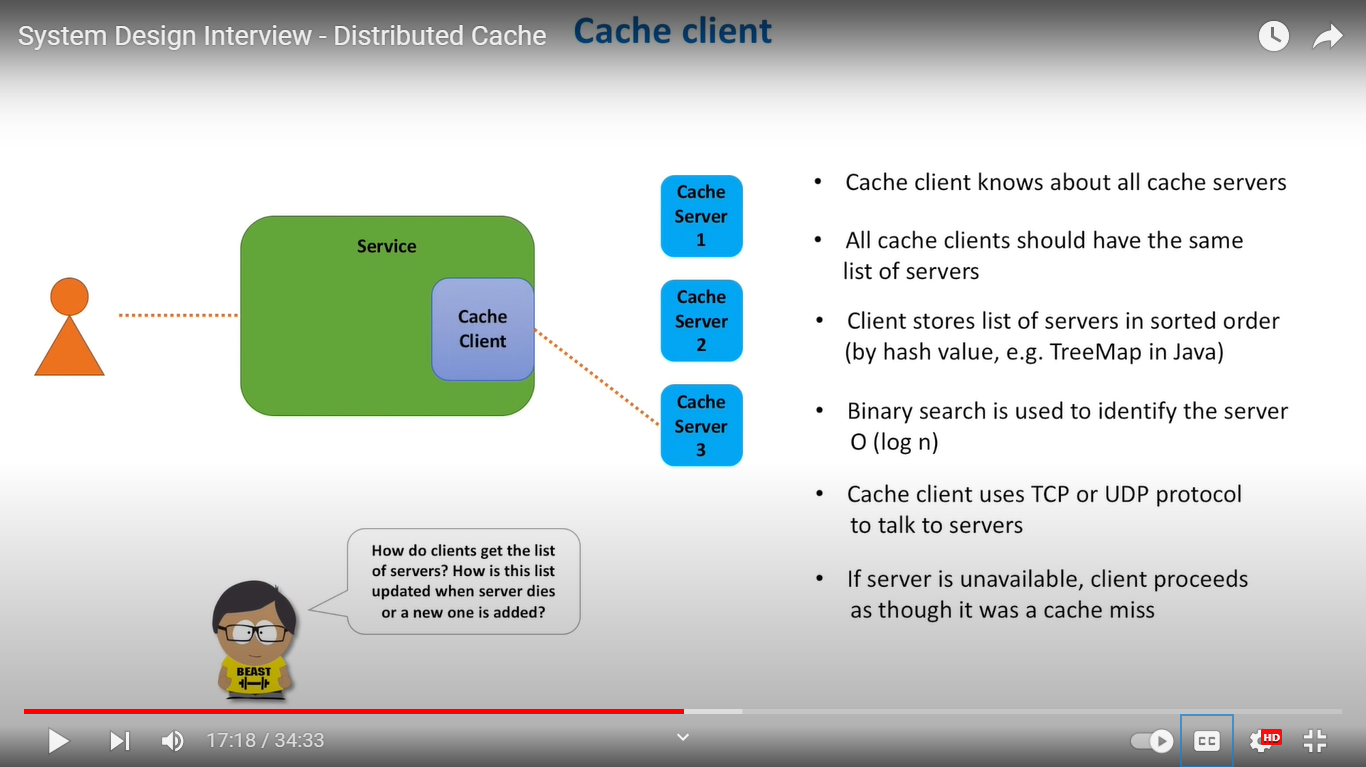 System Design Interview - Distributed Cache
Cache client
Service
Cache
Client
Cache
Server
1
Cache
Server
2
Cache
Server
3
• Cache client knows about all cache servers
• All cache clients should have the same
list of servers
• Client stores list of servers in sorted order
(by hash value, e.g. TreeMap in Java)
• Binary search is used to identify the server
O (log n)
• Cache client uses TCP or UDP protocol
to talk to servers
• If server is unavailable, client proceeds
as though it was a cache miss
How do clients get the list
of servers? How is this list
updated when server dies
or a new one is added?
BEAST
17:18 / 34:33
CC
HD